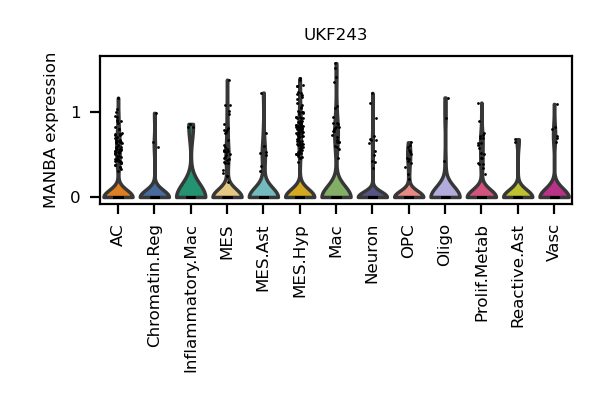 UKF243
MANBA expression
1
0
AC
Chromatin.Reg
Inflammatory.Mac
MES
MES.Ast
MES.Hyp
Mac
Neuron
OPC
Oligo
Prolif.Metab
Reactive.Ast
Vasc